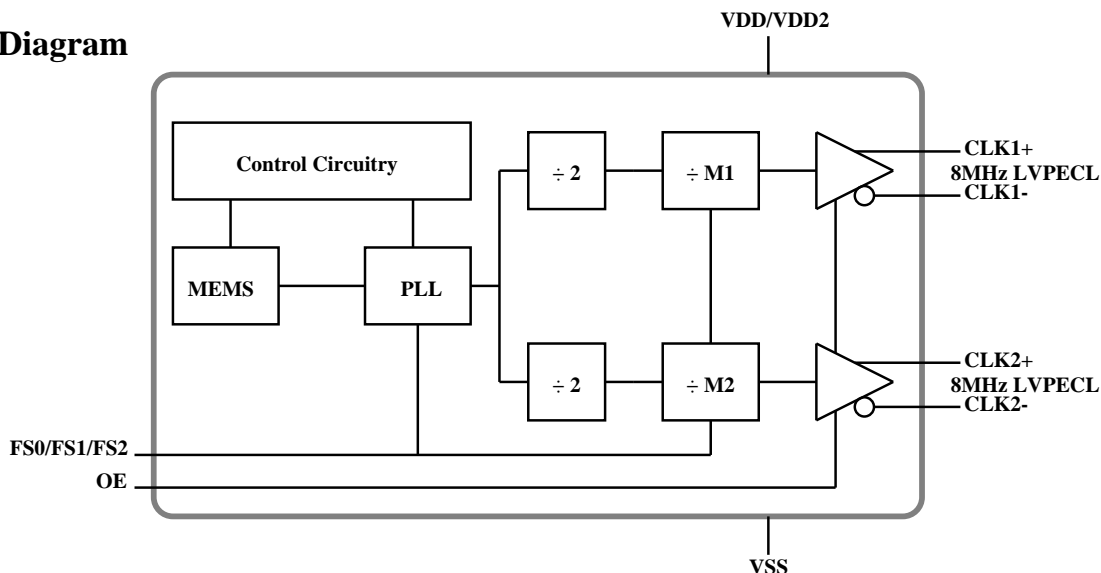 VDD/VDD2
Diagram
Control Circuitry
÷ 2
÷ M1
CLK1+
8MHz LVPECL
CLK1-
MEMS
PLL
÷ 2
÷ M2
CLK2+
8MHz LVPECL
CLK2-
FS0/FS1/FS2
OE
VSS